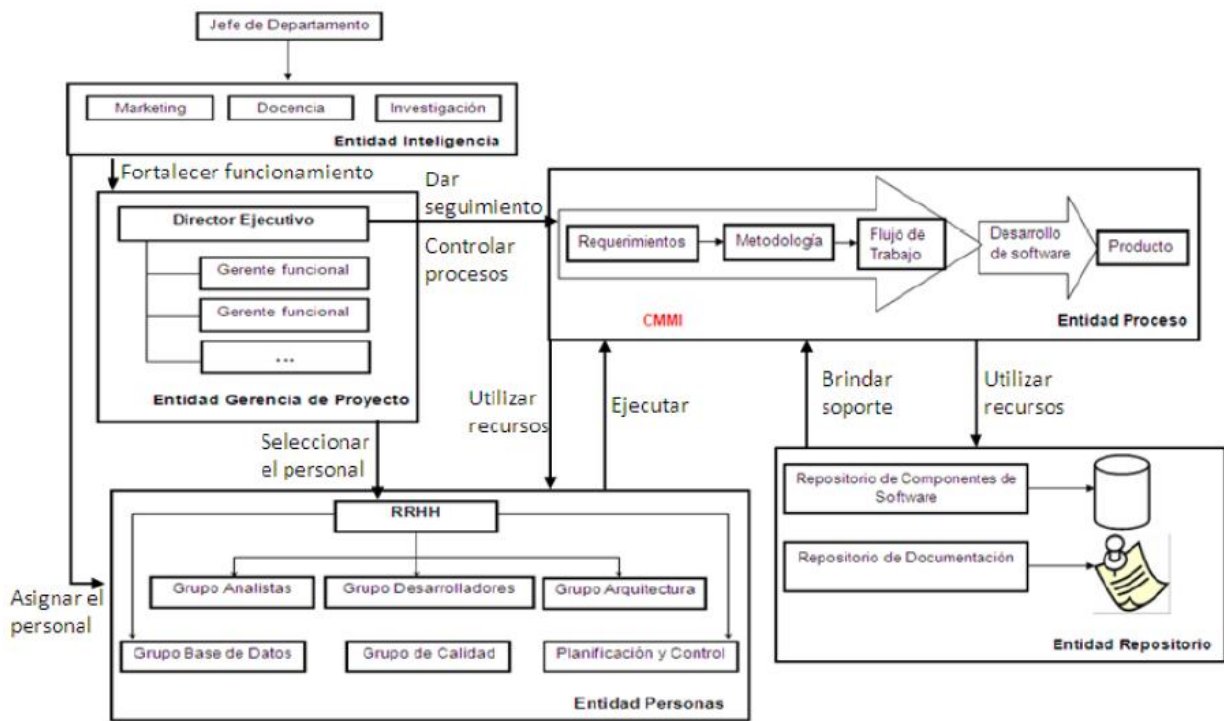 Jefe de Departamento
Marketing
Docencia
Investigación
Entidad Inteligencia
Fortalecer funcionamiento
Director Ejecutivo
Gerente funcional
Gerente funcional
...
Entidad Gerencia de Proyecto
Dar
seguimiento
Controlar
procesos
Requerimientos
Metodología
Flujo de
Trabajo
Desarrollo
de software
Producto
CMMI
Entidad Proceso
Seleccionar
el personal
Utilizar
recursos
Ejecutar
Brindar
soporte
Utilizar
recursos
Asignar el
personal
RRHH
Grupo Analistas
Grupo Desarrolladores
Grupo Arquitectura
Grupo Base de Datos
Grupo de Calidad
Planificación y Control
Entidad Personas
Repositorio de Componentes de
Software
Repositorio de Documentación
Entidad Repositorio